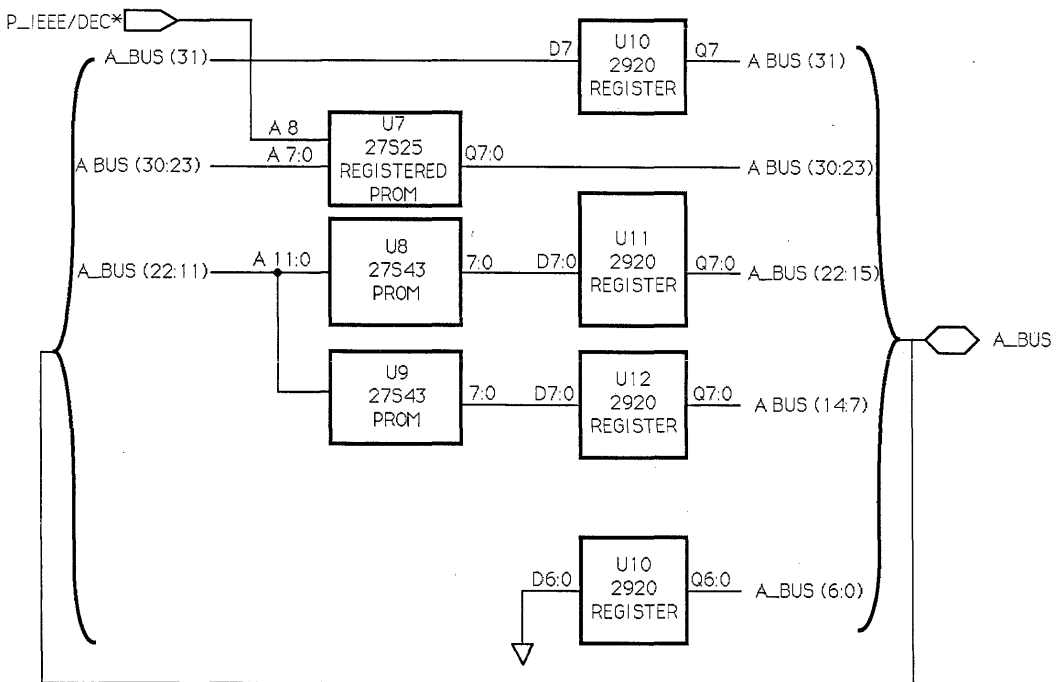 P_IEEE/DEC*
A_BUS (31)
D7
U10
2920
REGISTER
Q7
A BUS (31)
A 8
A 7:0
A BUS (30:23)
U7
27S25
REGISTERED
PROM
Q7:0
A BUS (30:23)
A_BUS (22:11)
A 11:0
U8
27S43
PROM
7:0
D7:0
U11
2920
REGISTER
Q7:0
A_BUS (22:15)
A_BUS
U9
27S43
PROM
7:0
D7:0
U12
2920
REGISTER
Q7:0
A BUS (14:7)
D6:0
U10
2920
REGISTER
Q6:0
A_BUS (6:0)